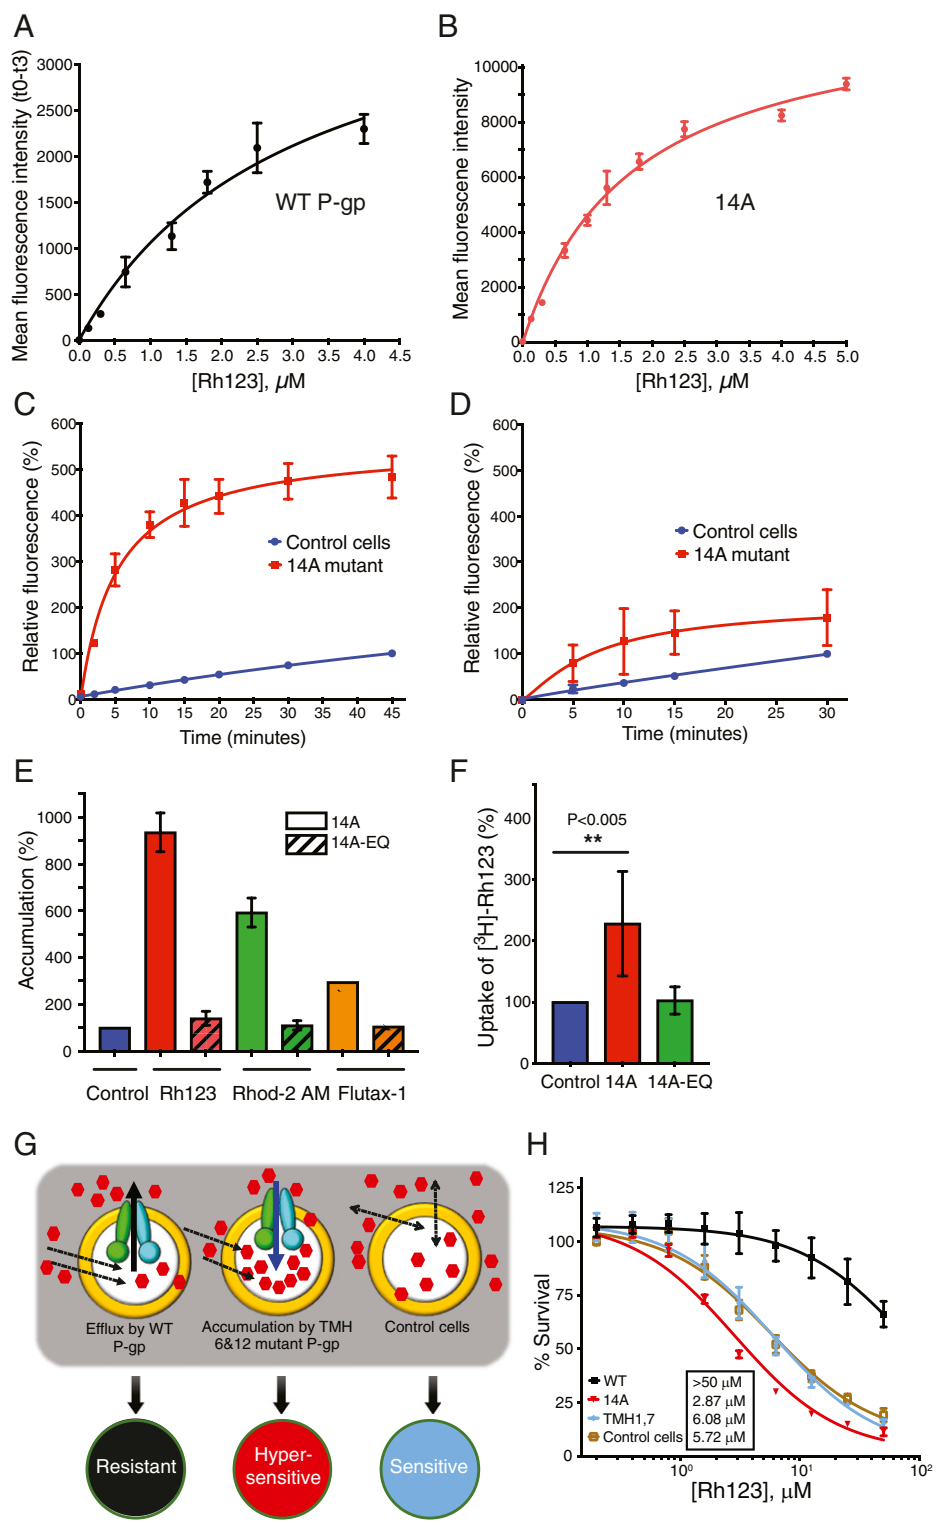 A
Mean fluorescence intensity (t0-t3)
3000
2500
2000
1500
1000
500
0
0.0 0.5 1.0 1.5 2.0 2.5 3.0 3.5 4.0 4.5
[Rh123], µM
WT P-gp
B
Mean fluorescene intensity
10000
8000
6000
4000
2000
0
0.0 0.5 1.0 1.5 2.0 2.5 3.0 3.5 4.0 4.5 5.0
[Rh123], µM
14A
C
Relative fluorescence (%)
600
500
400
300
200
100
0
0 5 10 15 20 25 30 35 40 45
Time (minutes)
Control cells
14A mutant
D
Relative fluorescence (%)
600
500
400
300
200
100
0
0 5 10 15 20 25 30
Time (minutes)
Control cells
14A mutant
E
Accumulation (%)
1000
800
600
400
200
0
14A
14A-EQ
Control Rh123 Rhod-2 AM Flutax-1
F
Uptake of [³H]-Rh123 (%)
400
300
200
100
0
P<0.005
**
Control 14A 14A-EQ
G
Efflux by WT
P-gp
Accumulation by TMH
6&12 mutant P-gp
Control cells
Resistant
Hyper-
sensitive
Sensitive
H
% Survival
125
100
75
50
25
0
WT >50 µM
14A 2.87 µM
TMH1,7 6.08 µM
Control cells 5.72 µM
10⁰ 10¹ 10²
[Rh123], µM